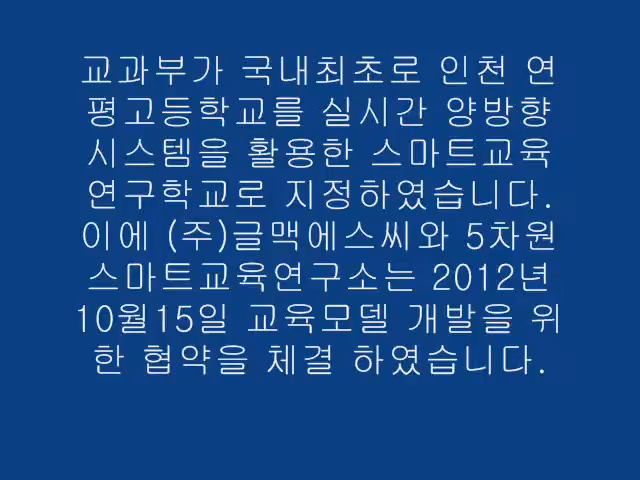 교과부가 국내최초로 인천 연
평고등학교를 실시간 양방향
시스템을 활용한 스마트교육
연구학교로 지정하였습니다.
이에 (주)글맥에스씨와 5차원
스마트교육연구소는 2012년
10월15일 교육모델 개발을 위
한 협약을 체결 하였습니다.